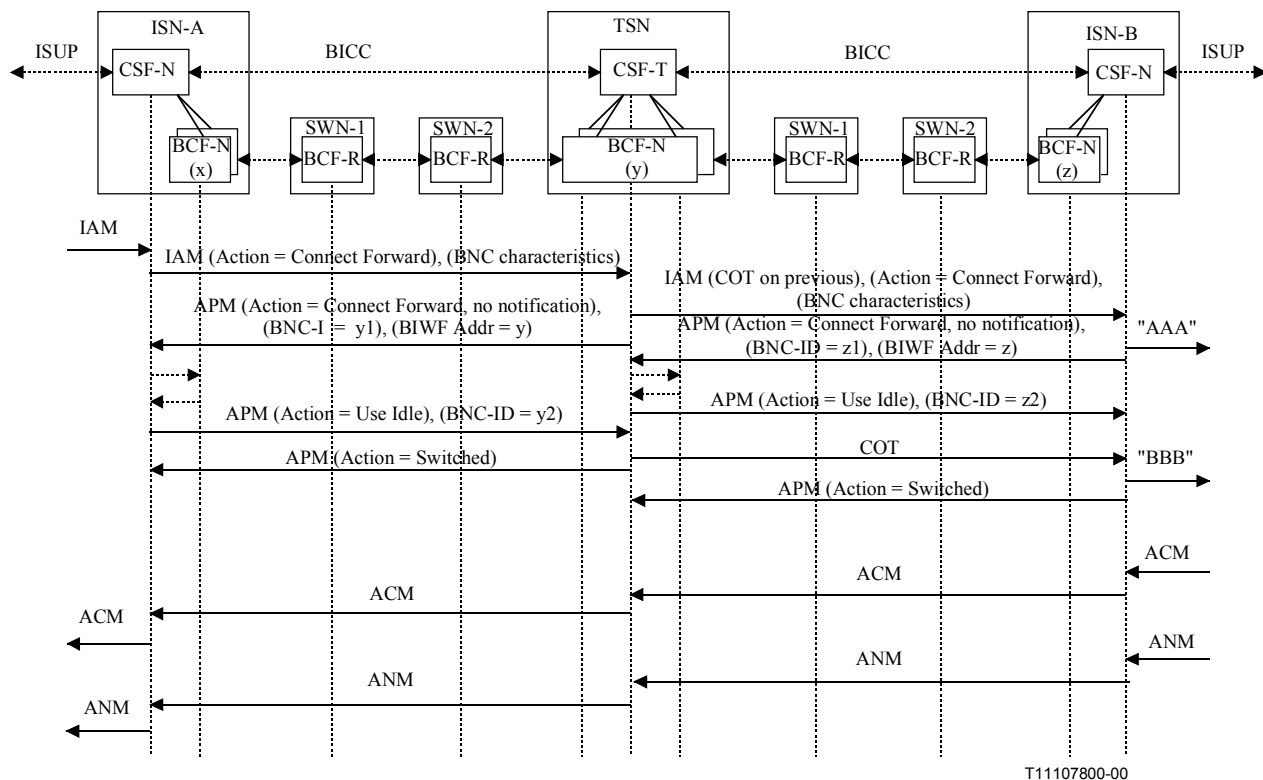 ISN-A
TSN
ISN-B
ISUP
BICC
BICC
ISUP
CSF-N
CSF-T
CSF-N
SWN-1
SWN-2
SWN-1
SWN-2
BCF-N
(x)
BCF-R
BCF-R
BCF-N
(y)
BCF-R
BCF-R
BCF-N
(z)
IAM
IAM (Action = Connect Forward), (BNC characteristics)
IAM (COT on previous), (Action = Connect Forward),
(BNC characteristics)
APM (Action = Connect Forward, no notification),
(BNC-I = y1), (BIWF Addr = y)
APM (Action = Connect Forward, no notification),
(BNC-ID = z1), (BIWF Addr = z)
"AAA"
APM (Action = Use Idle), (BNC-ID = y2)
APM (Action = Use Idle), (BNC-ID = z2)
APM (Action = Switched)
COT
"BBB"
APM (Action = Switched)
ACM
ACM
ACM
ACM
ANM
ANM
ANM
ANM
T11107800-00